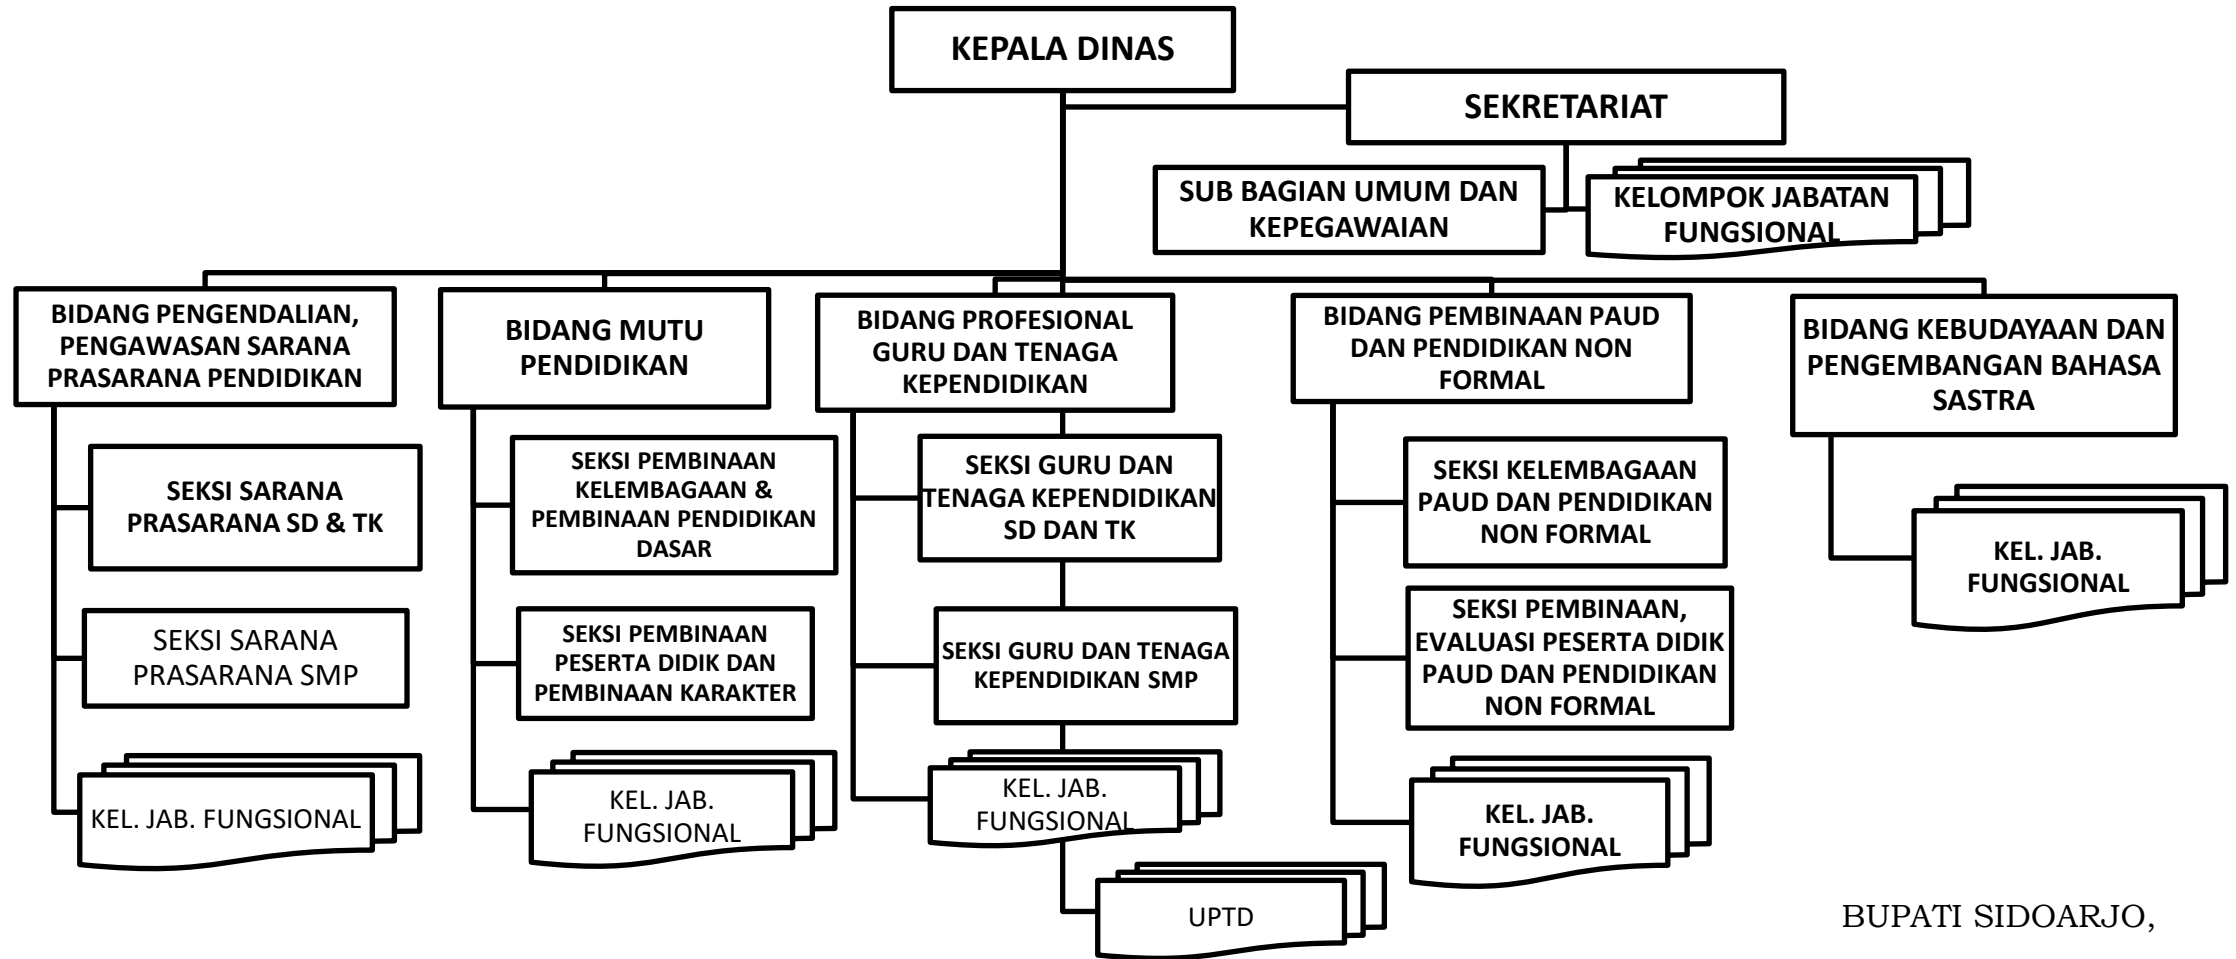 KEPALA DINAS
SEKRETARIAT
SUB BAGIAN UMUM DAN
KEPEGAWAIAN
KELOMPOK JABATAN
FUNGSIONAL
BIDANG PENGENDALIAN,
PENGAWASAN SARANA
PRASARANA PENDIDIKAN
SEKSI SARANA
PRASARANA SD & TK
SEKSI SARANA
PRASARANA SMP
KEL. JAB. FUNGSIONAL
BIDANG MUTU
PENDIDIKAN
SEKSI PEMBINAAN
KELEMBAGAAN &
PEMBINAAN PENDIDIKAN
DASAR
SEKSI PEMBINAAN
PESERTA DIDIK DAN
PEMBINAAN KARAKTER
KEL. JAB.
FUNGSIONAL
BIDANG PROFESIONAL
GURU DAN TENAGA
KEPENDIDIKAN
SEKSI GURU DAN
TENAGA KEPENDIDIKAN
SD DAN TK
SEKSI GURU DAN TENAGA
KEPENDIDIKAN SMP
KEL. JAB.
FUNGSIONAL
UPTD
BIDANG PEMBINAAN PAUD
DAN PENDIDIKAN NON
FORMAL
SEKSI KELEMBAGAAN
PAUD DAN PENDIDIKAN
NON FORMAL
SEKSI PEMBINAAN,
EVALUASI PESERTA DIDIK
PAUD DAN PENDIDIKAN
NON FORMAL
KEL. JAB.
FUNGSIONAL
BIDANG KEBUDAYAAN DAN
PENGEMBANGAN BAHASA
SASTRA
KEL. JAB.
FUNGSIONAL
BUPATI SIDOARJO,